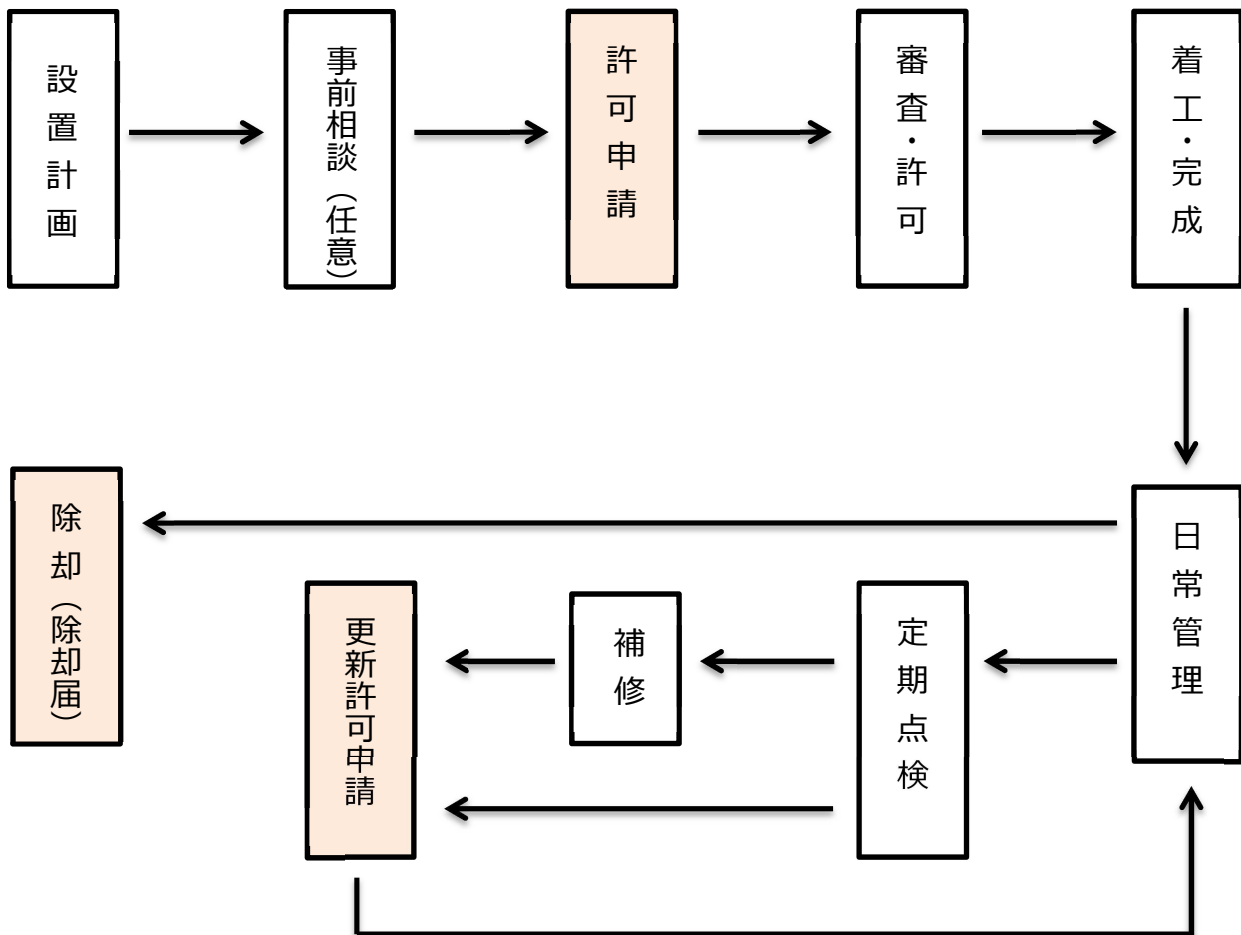 設置計画
事前相談（任意）
許可申請
審査・許可
着工・完成
日常管理
定期点検
補修
更新許可申請
除却（除却届）